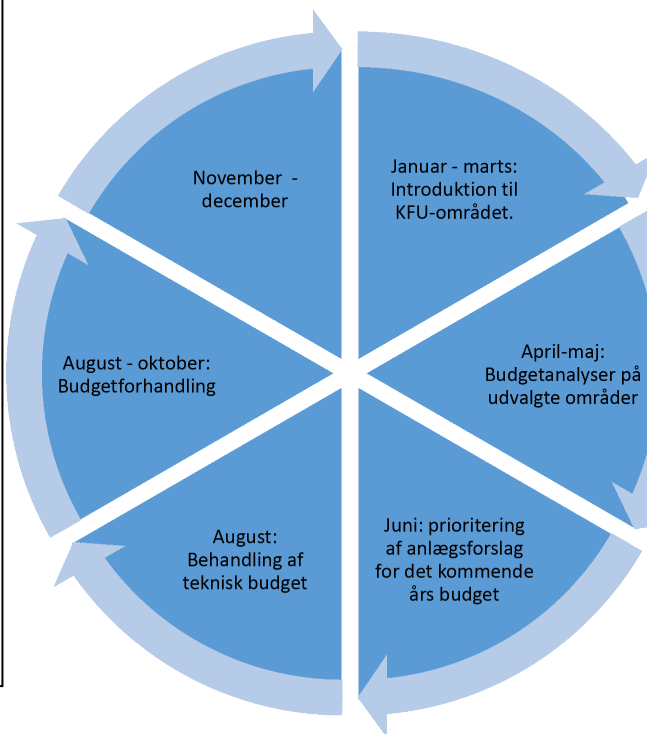 Januar - marts:
Introduktion til
KFU-området.
April-maj:
Budgetanalyser på
udvalgte områder
Juni: prioritering
af anlægsforslag
for det kommende
års budget
August:
Behandling af
teknisk budget
August - oktober:
Budgetforhandling
November -
december